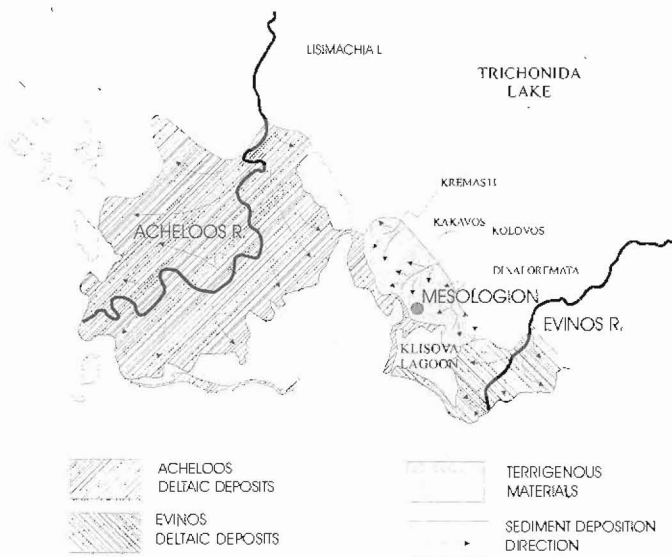 LISIMACHIA L
TRICHONIDA
LAKE
KREMASTI
KAKAVOS
KOLOVOS
ACHELOOS R.
MESOLOGION
EVINOS R.
KLISOVA
LAGOON
ACHELOOS
DELTAIC DEPOSITS
EVINOS
DELTAIC DEPOSITS
TERRIGENOUS
MATERIALS
SEDIMENT DEPOSITION
DIRECTION